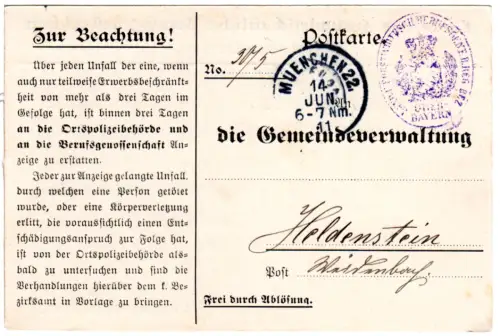 Zur Beachtung!
Über jeden Unfall der eine, wenn
auch nur teilweise Erwerbsbeschränkt-
heit von mehr als drei Tagen im
Gefolge hat, ist binnen drei Tagen
an die Ortspolizeibehörde und
an die Berufsgenossenschaft An-
zeige zu erstatten.
Jeder zur Anzeige gelangte Unfall,
durch welchen eine Person getötet
wurde, oder eine Körperverletzung
erlitt, die voraussichtlich einen Ent-
schädigungsanspruch zur Folge hat,
ist von der Ortspolizeibehörde als-
bald zu untersuchen und sind die
Verhandlungen hierüber dem k. Be-
zirksamt in Vorlage zu bringen.
Postkarte
No. 3075
MUENCHEN 22
14
JUN.
6-7 Nm.
11
OBER-
BAYERN
die Gemeindeverwaltung
Heldenstein
Post Weidenbach.
Frei durch Ablösung.